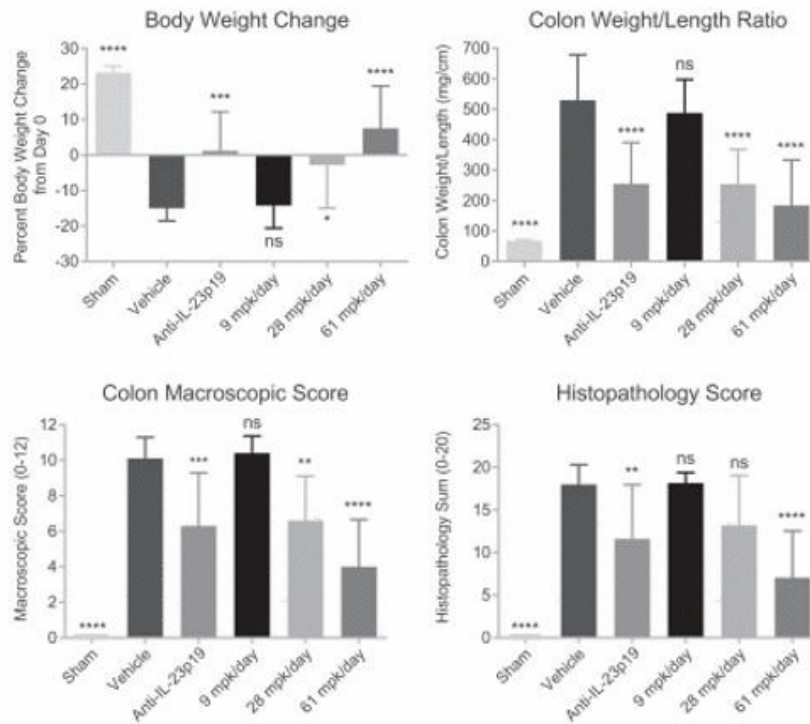 Body Weight Change
Percent Body Weight Change
from Day 0
30
20
10
0
-10
-20
-30
****
***
ns
*
****
Sham
Vehicle
Anti-IL-23p19
9 mpk/day
28 mpk/day
61 mpk/day
Colon Weight/Length Ratio
Colon Weight/Length (mg/cm)
700
600
500
400
300
200
100
0
****
****
ns
****
****
Sham
Vehicle
Anti-IL-23p19
9 mpk/day
28 mpk/day
61 mpk/day
Colon Macroscopic Score
Macroscopic Score (0-12)
12
10
8
6
4
2
0
****
***
ns
**
****
Sham
Vehicle
Anti-IL-23p19
9 mpk/day
28 mpk/day
61 mpk/day
Histopathology Score
Histopathology Sum (0-20)
25
20
15
10
5
0
****
**
ns
ns
****
Sham
Vehicle
Anti-IL-23p19
9 mpk/day
28 mpk/day
61 mpk/day